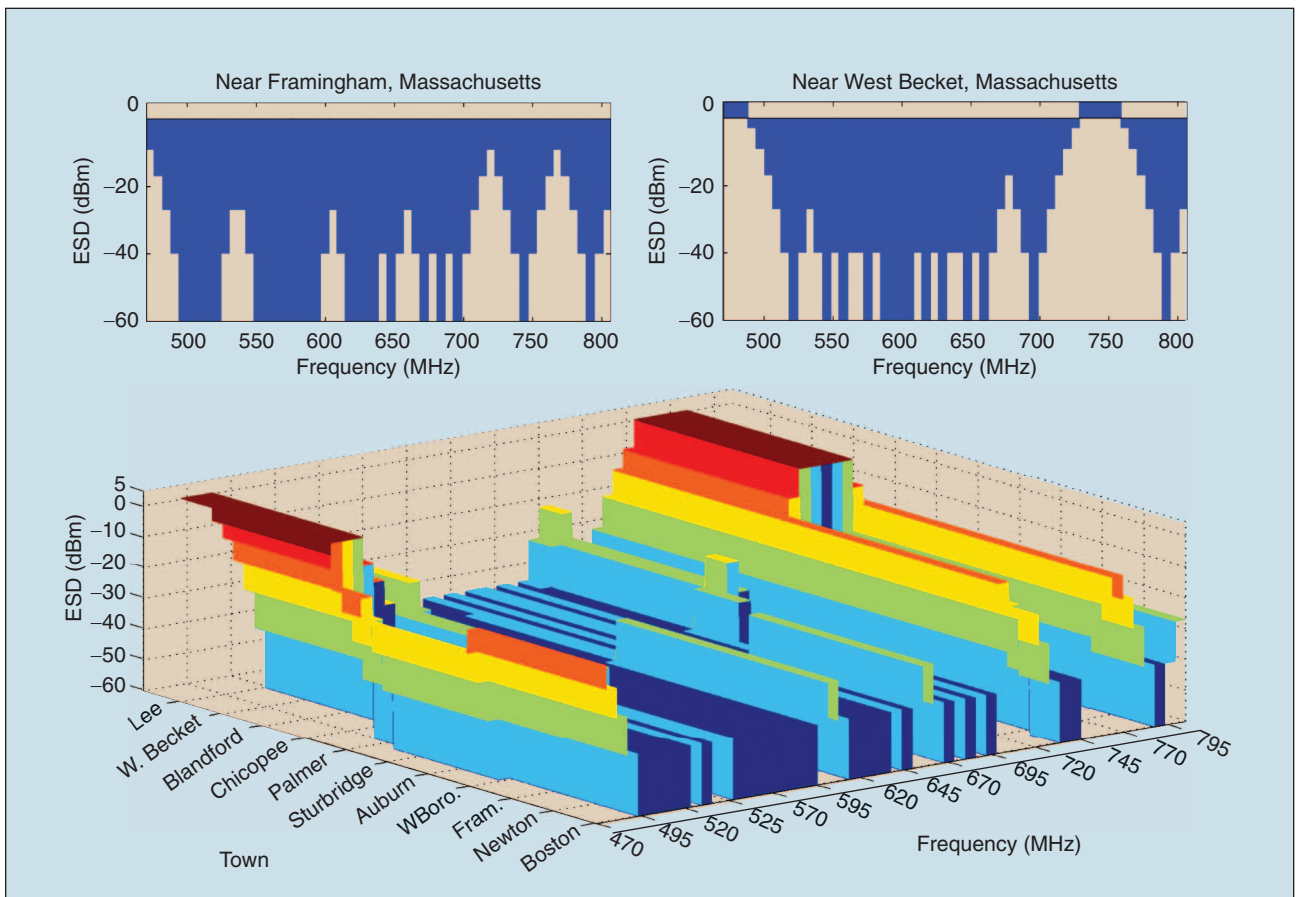 Near Framingham, Massachusetts
0
−20
−40
−60
ESD (dBm)
500 550 600 650 700 750 800
Frequency (MHz)
Near West Becket, Massachusetts
0
−20
−40
−60
ESD (dBm)
500 550 600 650 700 750 800
Frequency (MHz)
5
0
−10
−20
−30
−40
−50
−60
ESD (dBm)
Lee
W. Becket
Blandford
Chicopee
Palmer
Sturbridge
Auburn
WBoro.
Fram.
Newton
Boston
Town
470
495
520
525
570
595
620
645
670
695
720
745
770
795
Frequency (MHz)